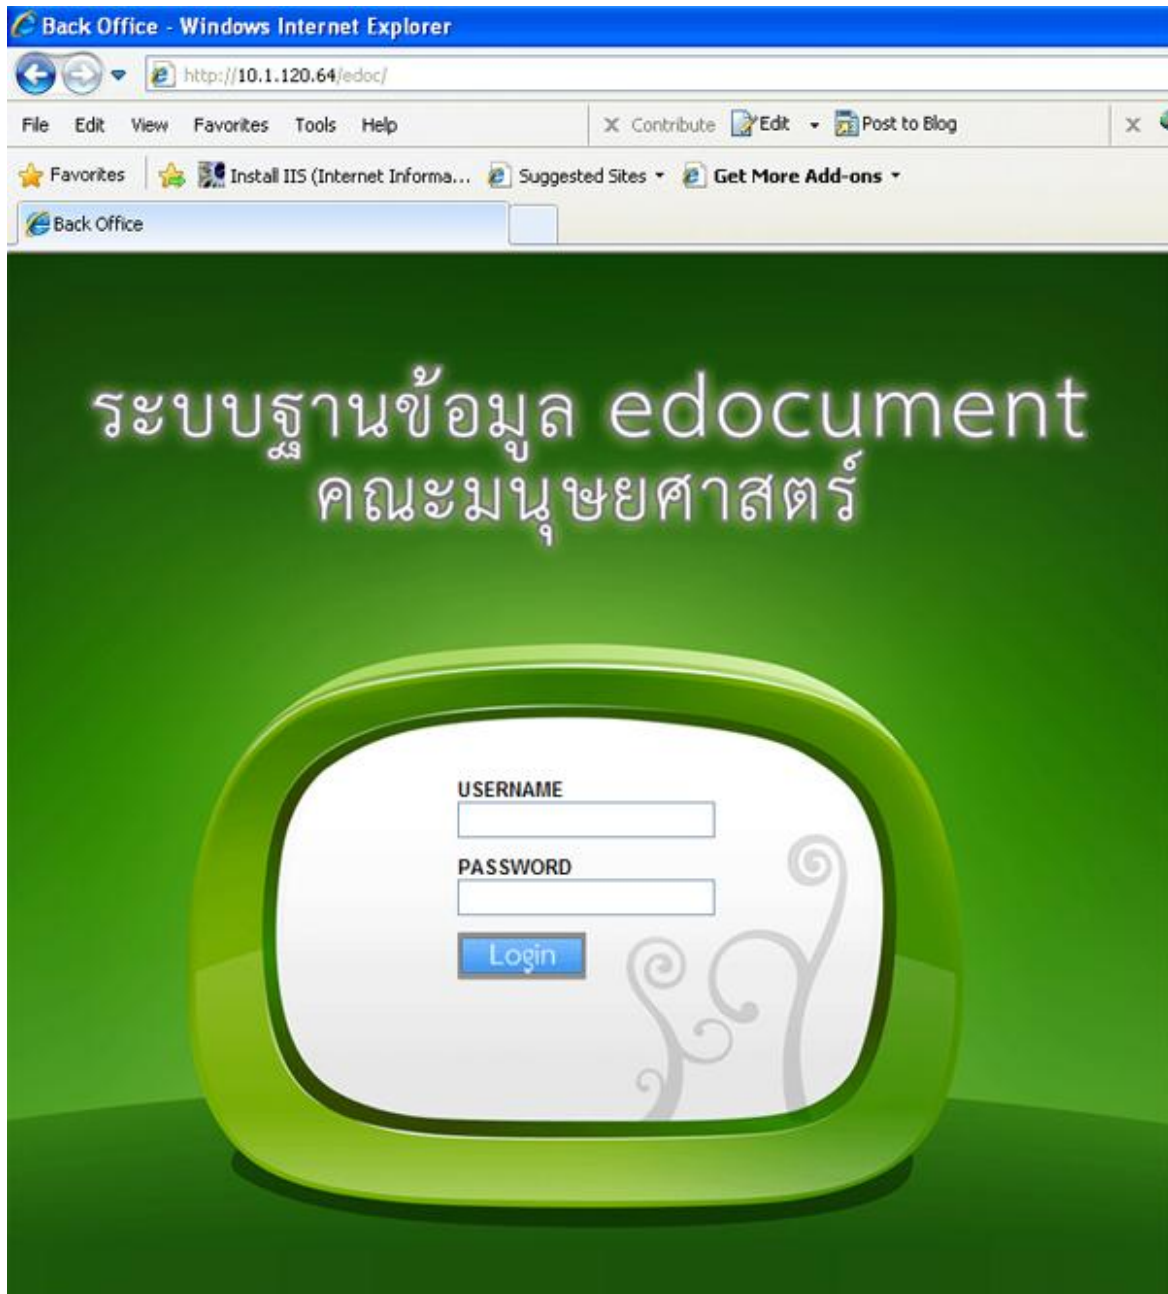 Back Office - Windows Internet Explorer
http://10.1.120.64/edoc/
File Edit View Favorites Tools Help X Contribute Edit Post to Blog X
Favorites Install IIS (Internet Informa... Suggested Sites Get More Add-ons
Back Office
ระบบฐานข้อมูล edocument
คณะมนุษยศาสตร์
USERNAME
PASSWORD
Login